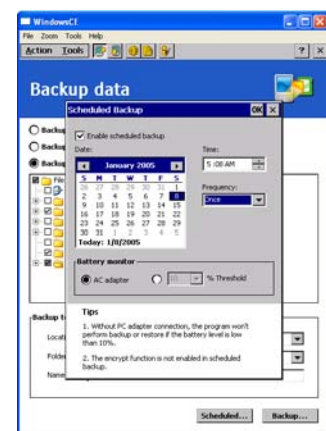 WindowsCE
File Zoom Tools Help
Action Tools ? ×
Backup data
Scheduled Backup OK ×
Backup
Backup
Backup
Enable scheduled backup
Date: Time:
January 2005 5:08 AM
S M T W T F S
26 27 28 29 30 31 1
2 3 4 5 6 7 8
9 10 11 12 13 14 15
16 17 18 19 20 21 22
23 24 25 26 27 28 29
30 31 1 2 3 4 5
Today: 1/8/2005
Frequency:
Once
File
Battery monitor
AC adapter 10 % Threshold
Tips
1. Without PC adapter connection, the program won't
perform backup or restore if the battery level is low
than 10%.
2. The encrypt function is not enabled in scheduled
backup.
Backup t
Locati
Folde
Name
Scheduled... Backup...